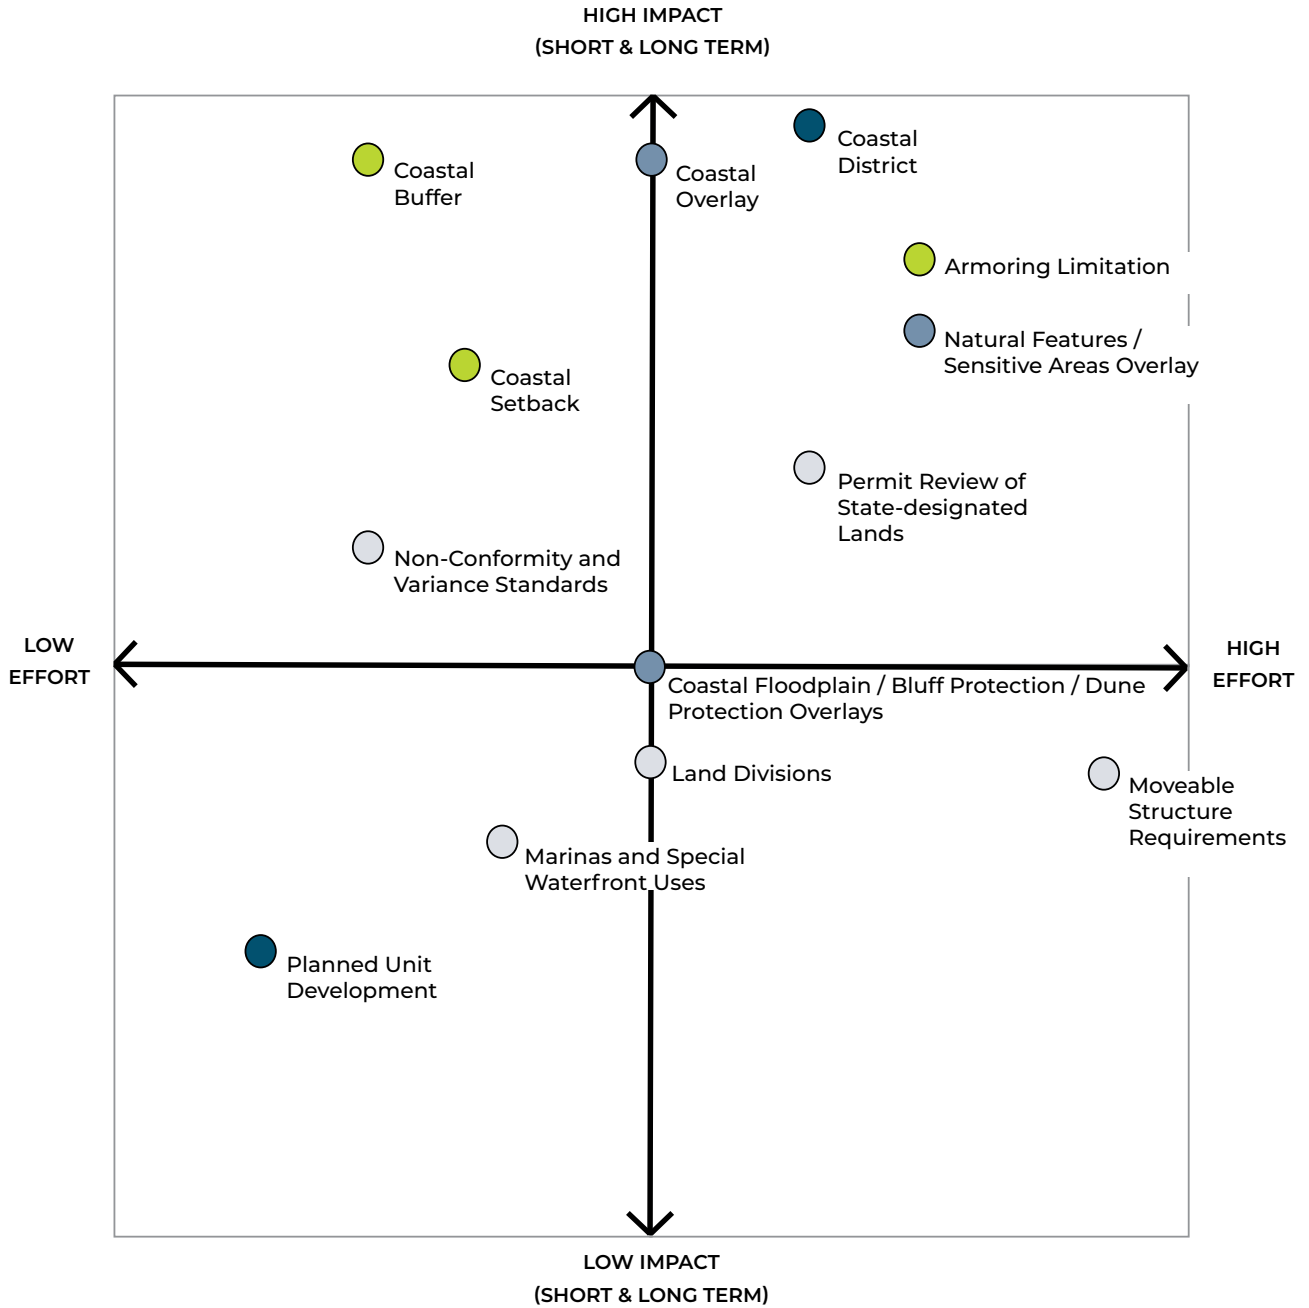 HIGH IMPACT
(SHORT & LONG TERM)
Coastal
District
Coastal
Buffer
Coastal
Overlay
Armoring Limitation
Natural Features /
Sensitive Areas Overlay
Coastal
Setback
Permit Review of
State-designated
Lands
Non-Conformity and
Variance Standards
LOW
EFFORT
HIGH
EFFORT
Coastal Floodplain / Bluff Protection / Dune
Protection Overlays
Land Divisions
Moveable
Structure
Requirements
Marinas and Special
Waterfront Uses
Planned Unit
Development
LOW IMPACT
(SHORT & LONG TERM)